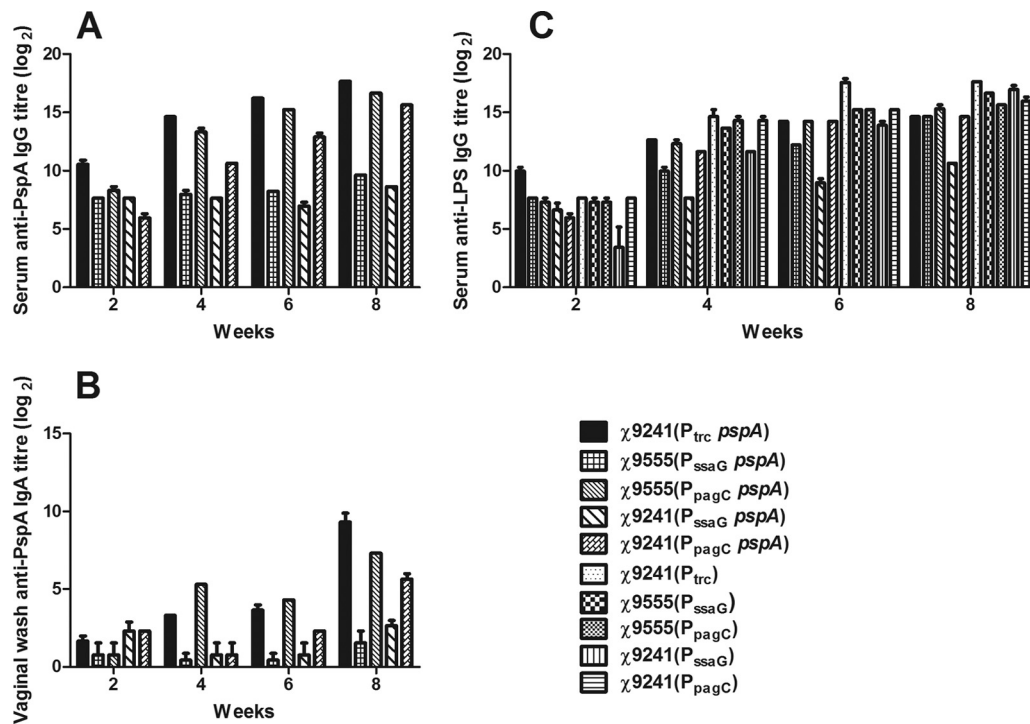 A
Serum anti-PspA IgG titre (log2)
20
15
10
5
0
2 4 6 8
Weeks
C
Serum anti-LPS IgG titre (log2)
20
15
10
5
0
2 4 6 8
Weeks
B
Vaginal wash anti-PspA IgA titre (log2)
15
10
5
0
2 4 6 8
Weeks
χ9241(Ptrc pspA)
χ9555(PssaG pspA)
χ9555(PpagC pspA)
χ9241(PssaG pspA)
χ9241(PpagC pspA)
χ9241(Ptrc)
χ9555(PssaG)
χ9555(PpagC)
χ9241(PssaG)
χ9241(PpagC)